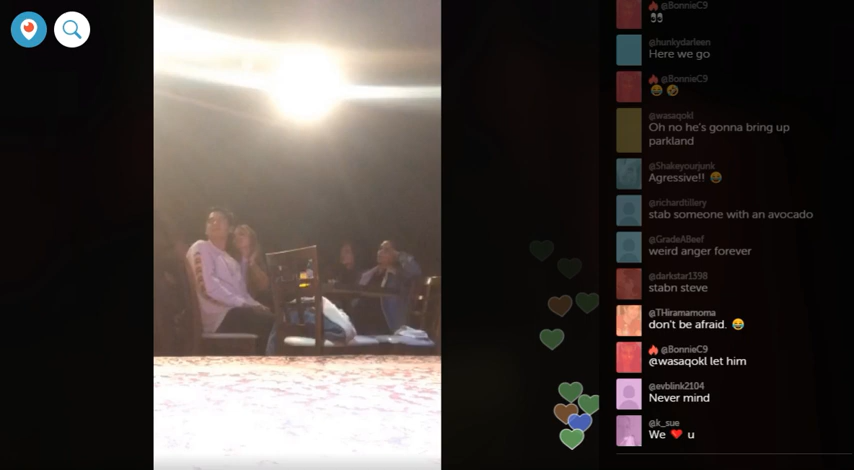 @BonnieC9
@hunkydarleen
Here we go
@BonnieC9
@wasaqokl
Oh no he's gonna bring up
parkland
@Shakeyourjunk
Agressive!! 😂
@richardtillery
stab someone with an avocado
@GradeABeef
weird anger forever
@darkstar1398
stabn steve
@THiramamoma
don't be afraid. 😂
@BonnieC9
@wasaqokl let him
@evblink2104
Never mind
@k_sue
We ❤ u